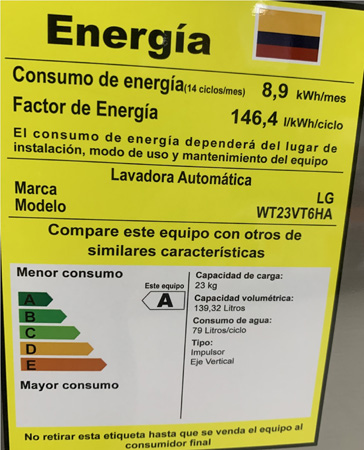 Energía
Consumo de energía(14 ciclos/mes) 8,9 kWh/mes
Factor de Energía 146,4 l/kWh/ciclo
El consumo de energía dependerá del lugar de
instalación, modo de uso y mantenimiento del equipo
Lavadora Automática
Marca LG
Modelo WT23VT6HA
Compare este equipo con otros de
similares características
Menor consumo
Este equipo
A
A
B
C
D
E
Mayor consumo
Capacidad de carga:
23 kg
Capacidad volumétrica:
139,32 Litros
Consumo de agua:
79 Litros/ciclo
Tipo:
Impulsor
Eje Vertical
No retirar esta etiqueta hasta que se venda el equipo al
consumidor final